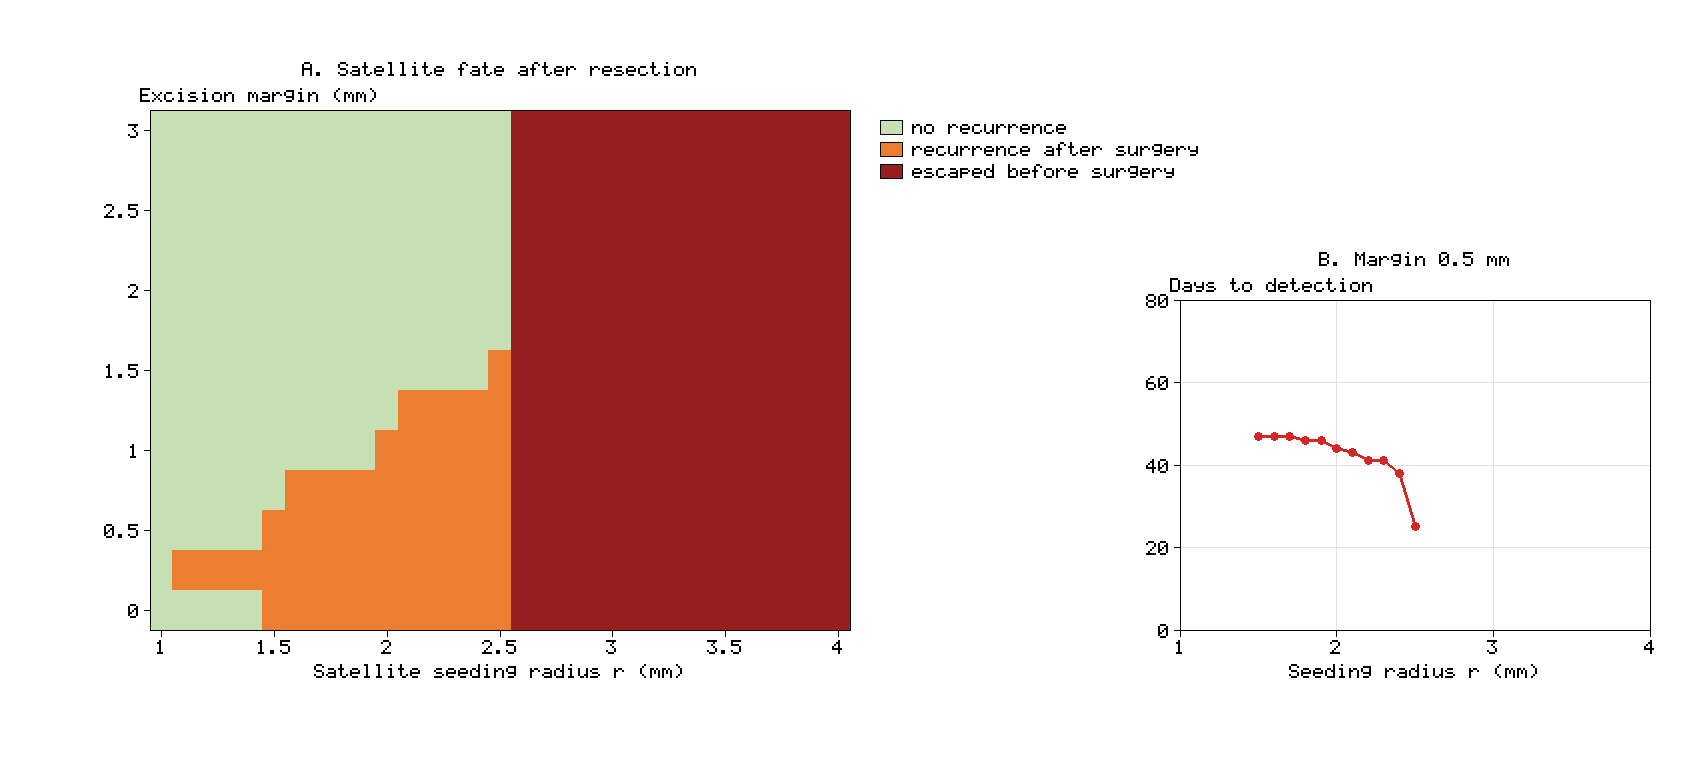 A. Satellite fate after resection
Excision margin (mm)
3
2.5
2
1.5
1
0.5
0
1 1.5 2 2.5 3 3.5 4
Satellite seeding radius r (mm)
no recurrence
recurrence after surgery
escaped before surgery
B. Margin 0.5 mm
Days to detection
80
60
40
20
0
1 2 3 4
Seeding radius r (mm)